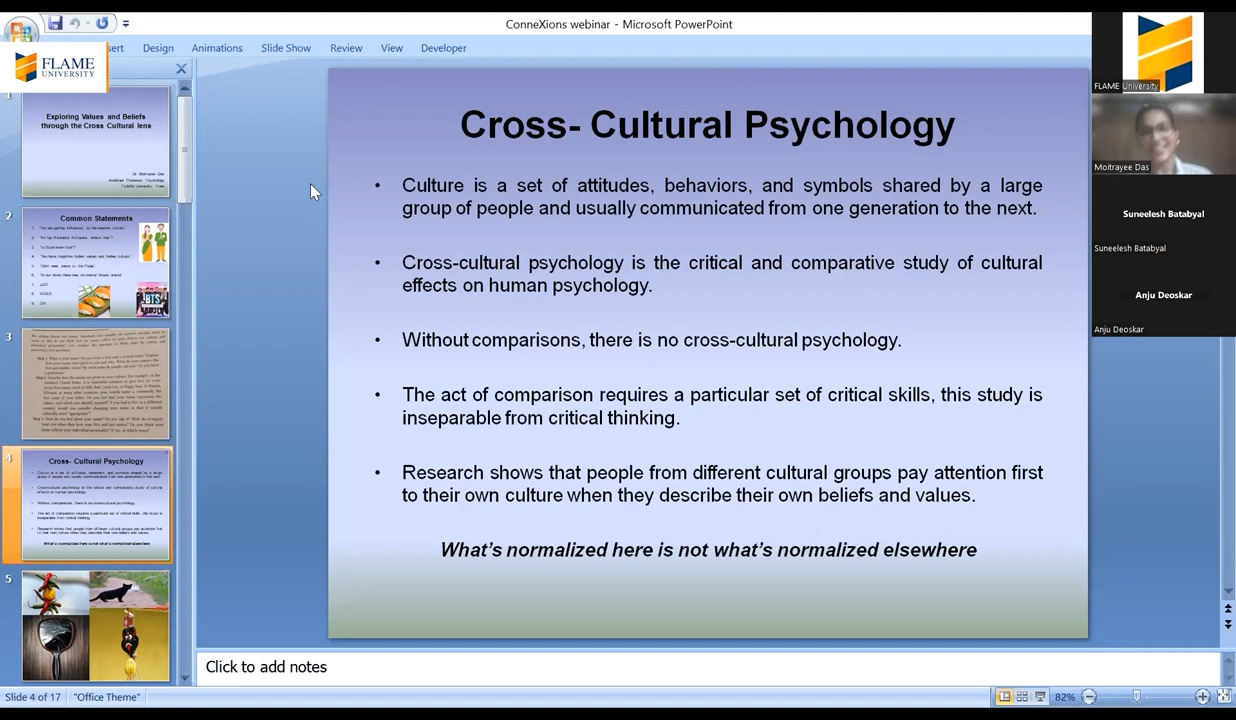 ConneXions webinar - Microsoft PowerPoint
FLAME
UNIVERSITY
sert Design Animations Slide Show Review View Developer
1
Exploring Values and Beliefs
through the Cross Cultural lens
2
Common Statements
BTS
3
4
Cross- Cultural Psychology
5
Cross- Cultural Psychology
• Culture is a set of attitudes, behaviors, and symbols shared by a large
group of people and usually communicated from one generation to the next.
• Cross-cultural psychology is the critical and comparative study of cultural
effects on human psychology.
• Without comparisons, there is no cross-cultural psychology.
• The act of comparison requires a particular set of critical skills, this study is
inseparable from critical thinking.
• Research shows that people from different cultural groups pay attention first
to their own culture when they describe their own beliefs and values.
What's normalized here is not what's normalized elsewhere
FLAME University
Moitrayee Das
Suneelesh Batabyal
Suneelesh Batabyal
Anju Deoskar
Anju Deoskar
Click to add notes
Slide 4 of 17 "Office Theme" 82%